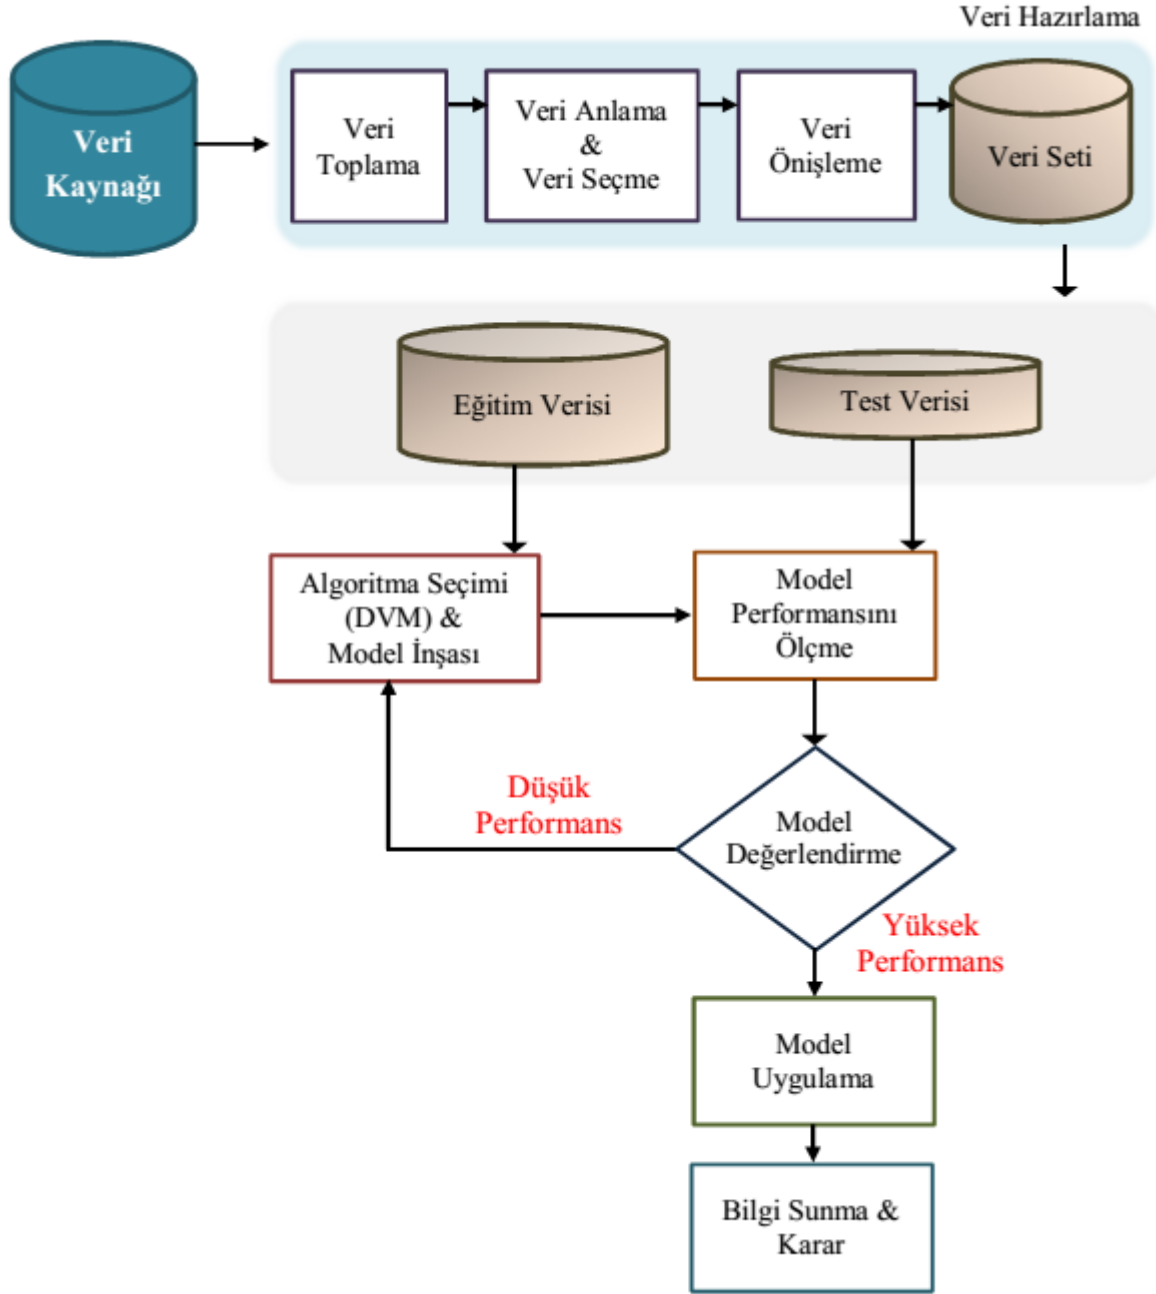 Veri Hazırlama
Veri
Kaynağı
Veri
Toplama
Veri Anlama
&
Veri Seçme
Veri
Önişleme
Veri Seti
Eğitim Verisi
Test Verisi
Algoritma Seçimi
(DVM) &
Model İnşası
Model
Performansını
Ölçme
Düşük
Performans
Model
Değerlendirme
Yüksek
Performans
Model
Uygulama
Bilgi Sunma &
Karar